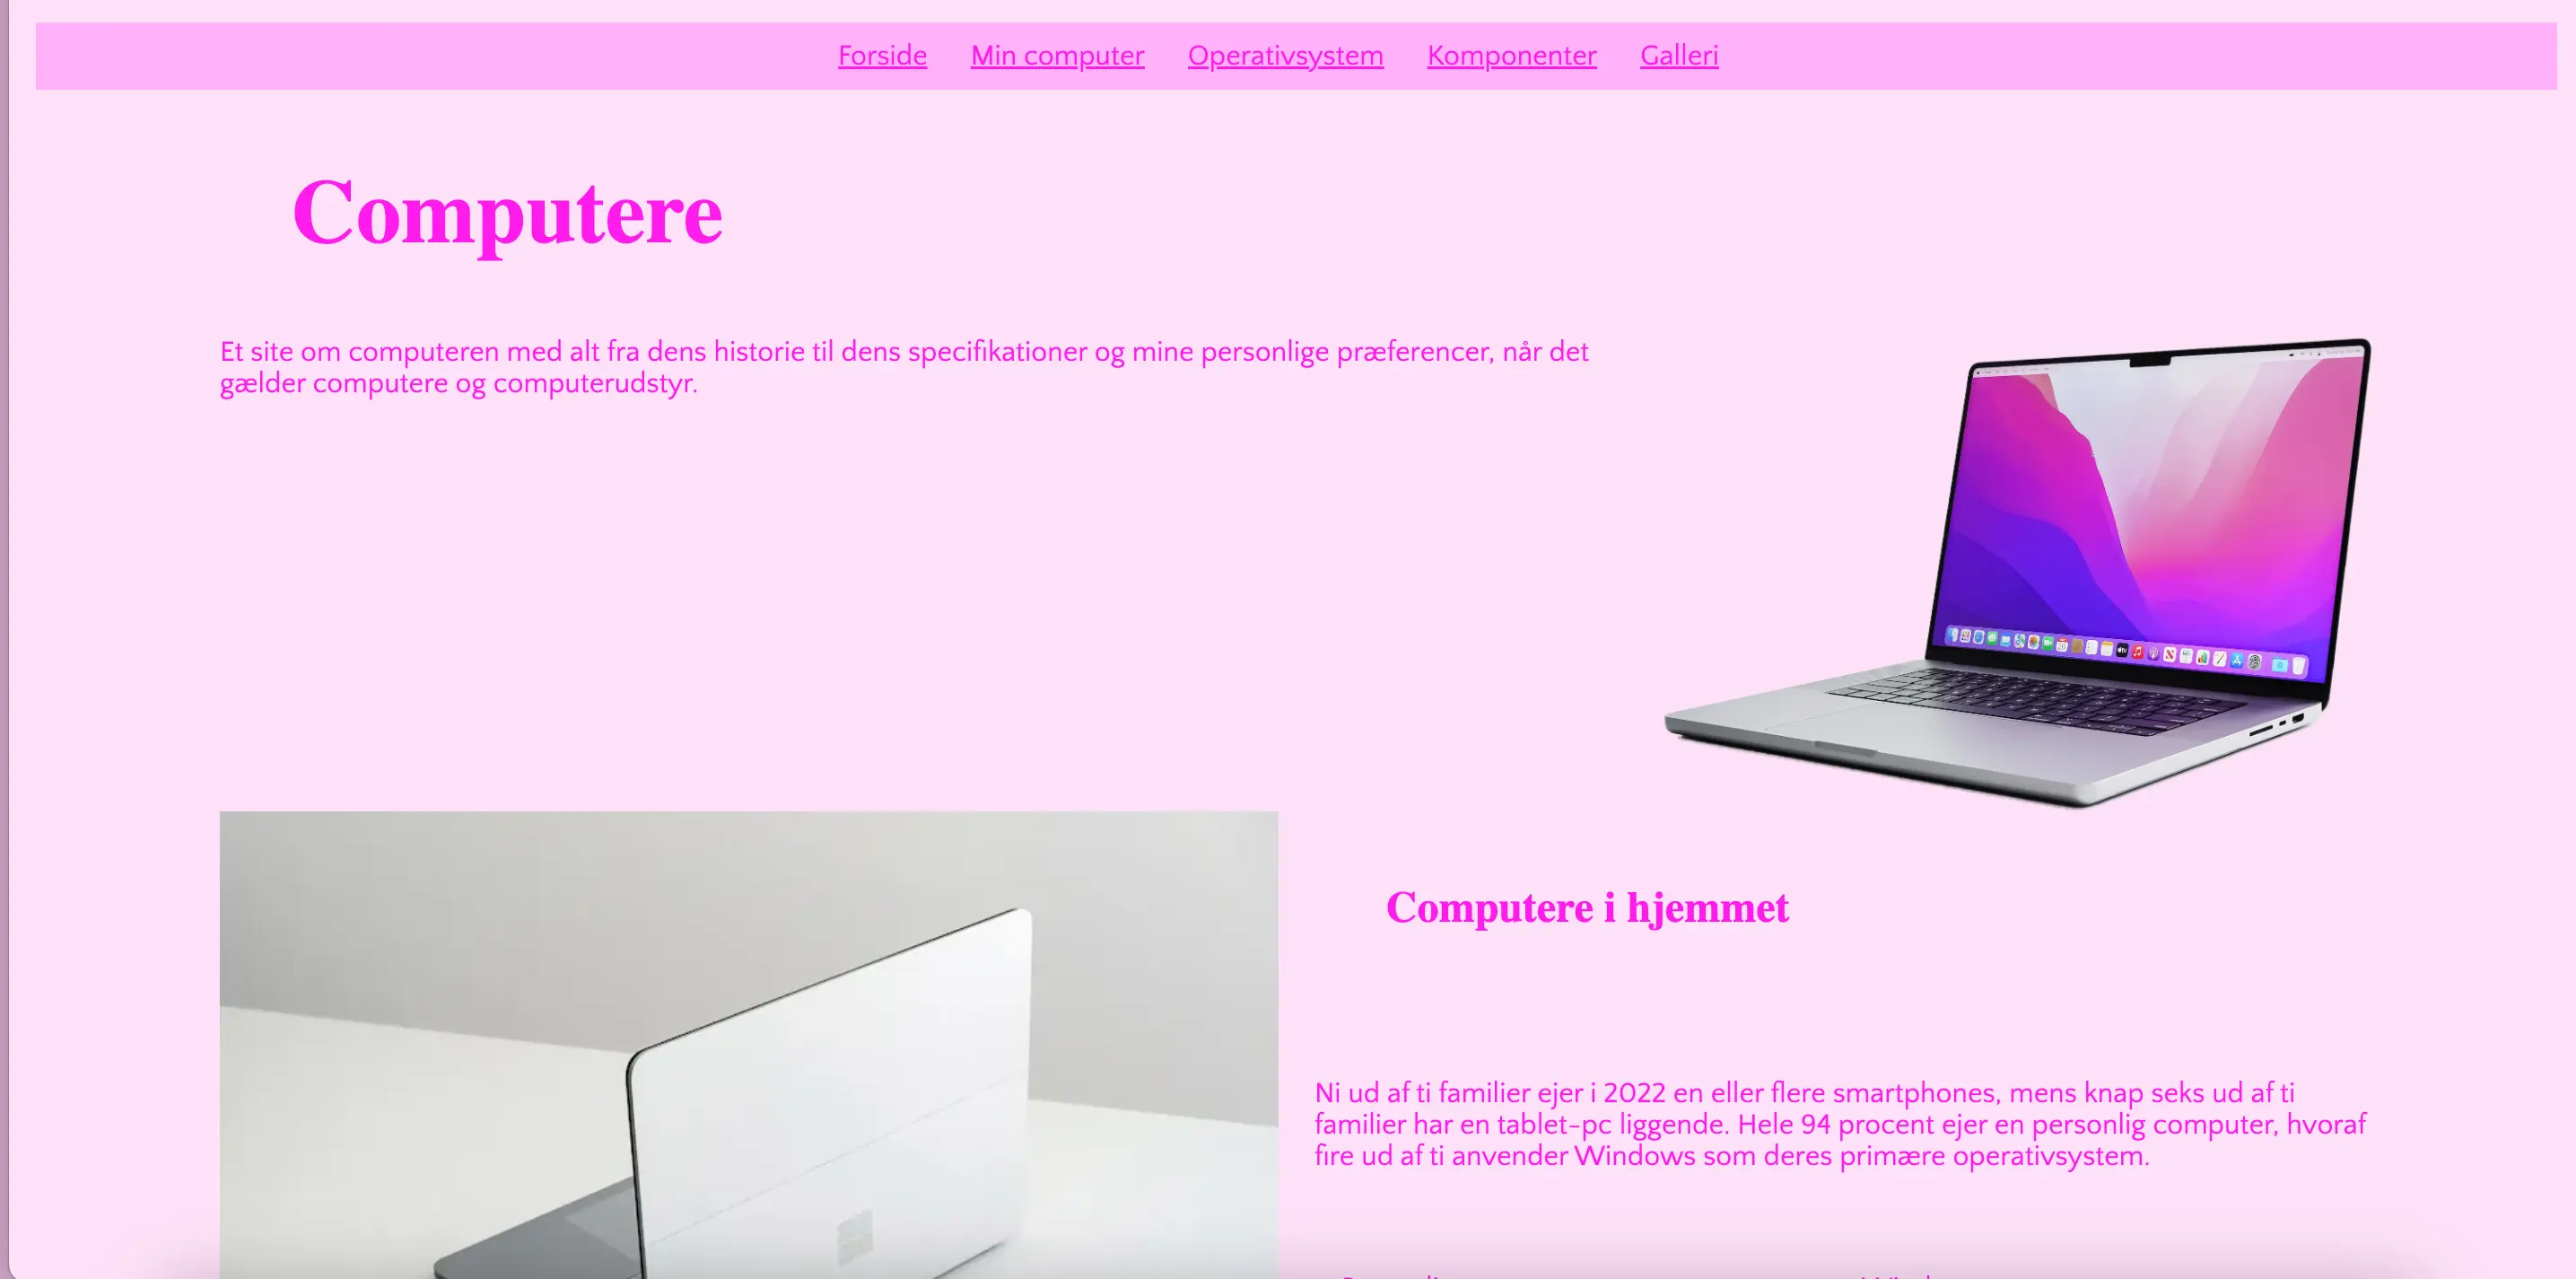 Forside Min computer Operativsystem Komponenter Galleri
Computere
Et site om computeren med alt fra dens historie til dens specifikationer og mine personlige præferencer, når det
gælder computere og computerudstyr.
Computere i hjemmet
Ni ud af ti familier ejer i 2022 en eller flere smartphones, mens knap seks ud af ti
familier har en tablet-pc liggende. Hele 94 procent ejer en personlig computer, hvoraf
fire ud af ti anvender Windows som deres primære operativsystem.